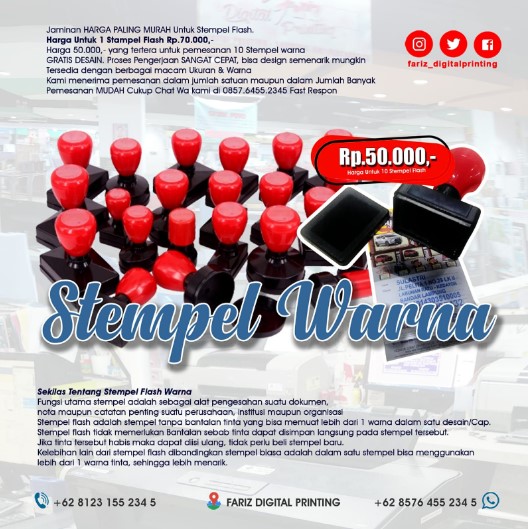 Jaminan HARGA PALING MURAH Untuk Stempel Flash.
Harga Untuk 1 Stampel Flash Rp.70.000,-
Harga 50.000,- yang tertera untuk pemesanan 10 Stempel warna
GRATIS DESAIN. Proses Pengerjaan SANGAT CEPAT, bisa design semenarik mungkin
Tersedia dengan berbagai macam Ukuran & Warna
Kami menerima pemesanan dalam jumlah satuan maupun dalam Jumlah Banyak
Pemesanan MUDAH Cukup Chat Wa kami di 0857.6455.2345 Fast Respon
fariz_digitalprinting
Rp.50.000,-
Harga Untuk 10 Stempel Flash
SULASTRI
Stempel Warna
Sekilas Tentang Stempel Flash Warna
Fungsi utama stempel adalah sebagai alat pengesahan suatu dokumen,
nota maupun catatan penting suatu perusahaan, institusi maupun organisasi
Stempel flash adalah stempel tanpa bantalan tinta yang bisa memuat lebih dari 1 warna dalam satu desain/Cap.
Stempel flash tidak memerlukan Bantalan sebab tinta dapat disimpan langsung pada stempel tersebut.
Jika tinta tersebut habis maka dapat diisi ulang, tidak perlu beli stempel baru.
Kelebihan lain dari stempel flash dibandingkan stempel biasa adalah dalam satu stempel bisa menggunakan
lebih dari 1 warna tinta, sehingga lebih menarik.
+62 8123 155 234 5
FARIZ DIGITAL PRINTING
+62 8576 455 234 5